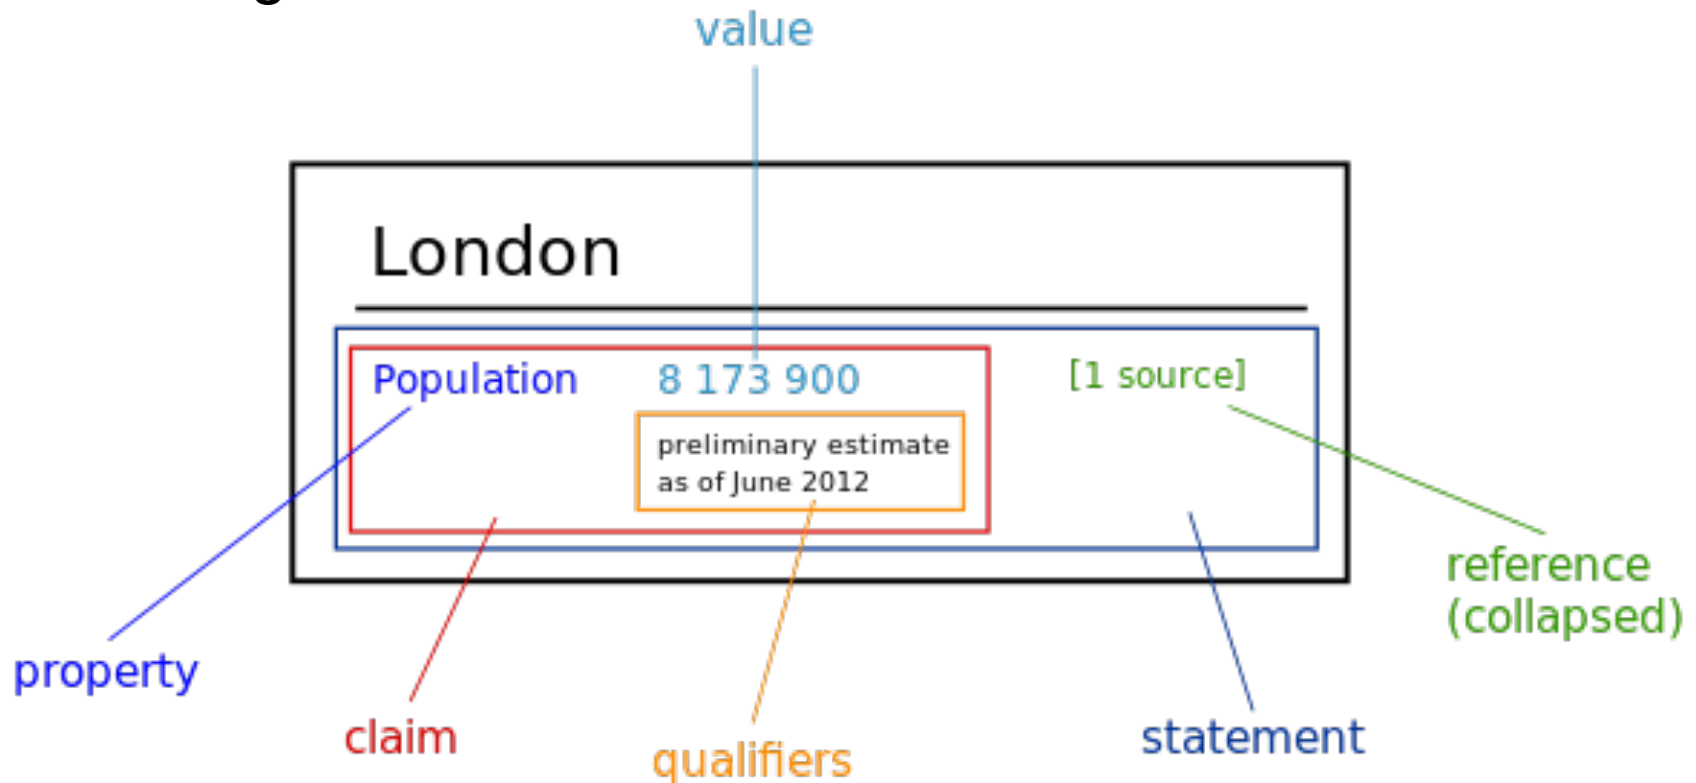 value
London
Population 8 173 900 [1 source]
preliminary estimate
as of June 2012
reference
(collapsed)
property
claim
qualifiers
statement